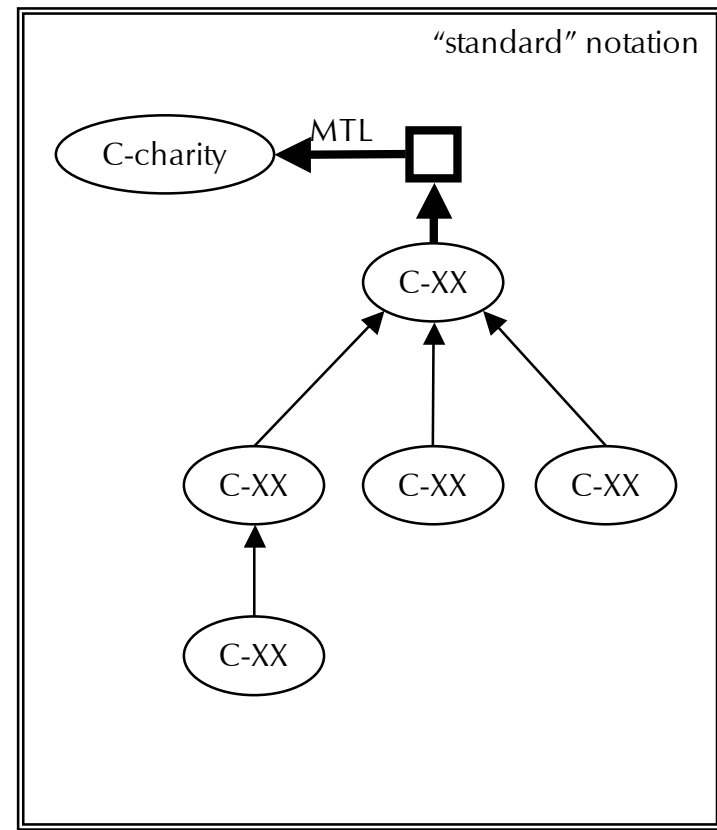 “standard” notation
MTL
C-charity
C-XX
C-XX C-XX C-XX
C-XX